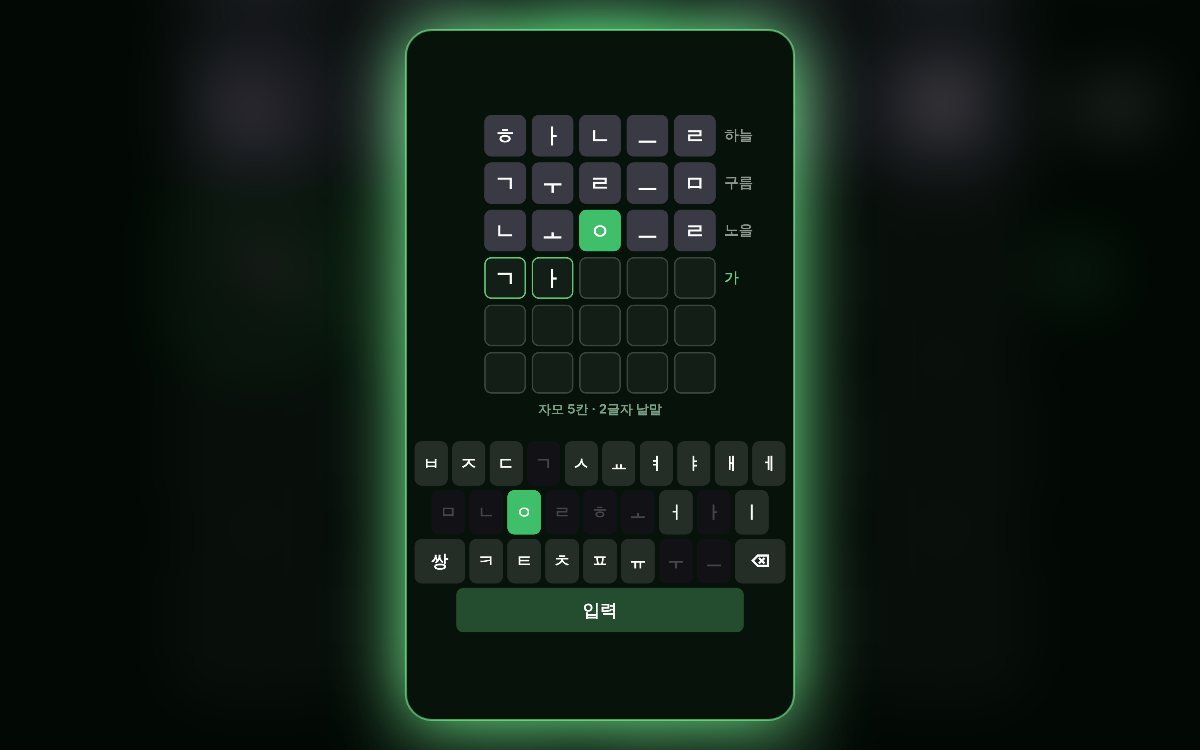 ㅎ ㅏ ㄴ ㅡ ㄹ 하늘
ㄱ ㅜ ㄹ ㅡ ㅁ 구름
ㄴ ㅗ ㅇ ㅡ ㄹ 노을
ㄱ ㅏ 가
자모 5칸 · 2글자 낱말
ㅂ ㅈ ㄷ ㄱ ㅅ ㅛ ㅕ ㅑ ㅐ ㅔ
ㅁ ㄴ ㅇ ㄹ ㅎ ㅗ ㅓ ㅏ ㅣ
쌍 ㅋ ㅌ ㅊ ㅍ ㅠ ㅜ ㅡ
입력